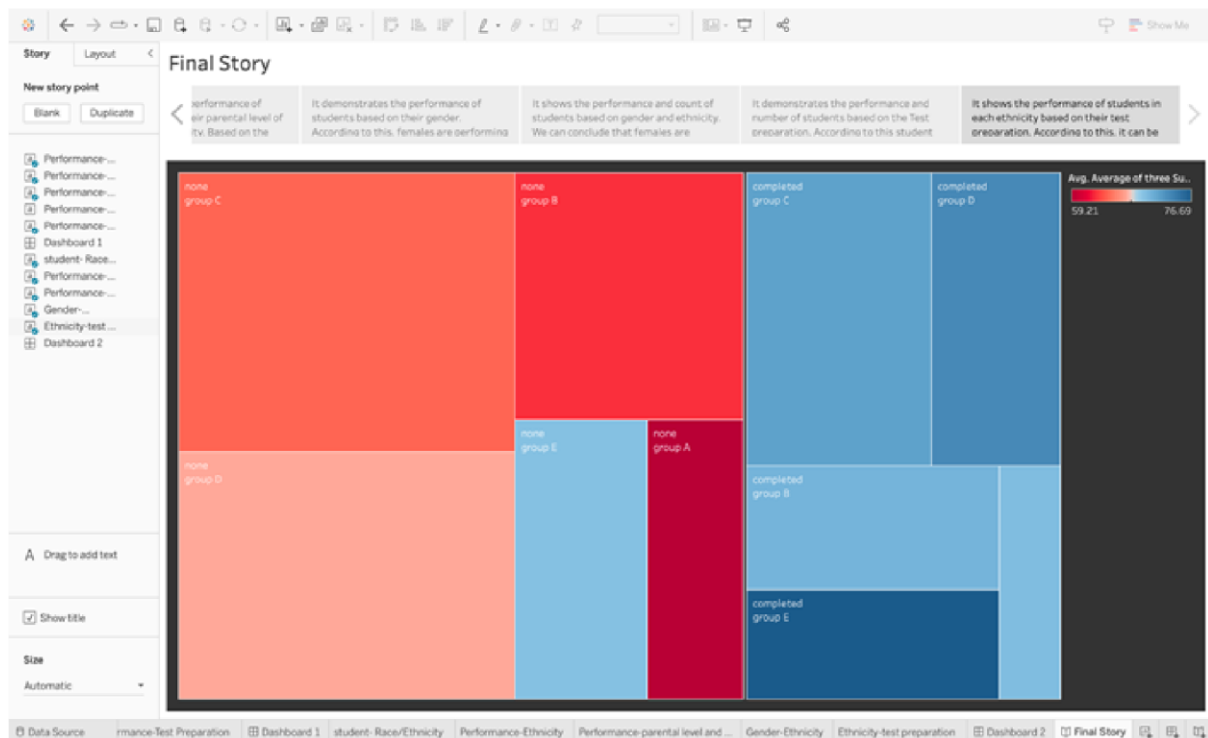 Show Me
Story
Layout
Final Story
New story point
Blank
Duplicate
performance of
eir parental level of
ity. Based on the
It demonstrates the performance of
students based on their gender.
According to this, females are performing
It shows the performance and count of
students based on gender and ethnicity.
We can conclude that females are
It demonstrates the performance and
number of students based on the Test
preparation. According to this student
It shows the performance of students in
each ethnicity based on their test
preparation. According to this, it can be
Performance-...
Performance-...
Performance-...
Performance-...
Performance-...
Dashboard 1
student- Race...
Performance-...
Performance-...
Gender-...
Ethnicity-test ...
Dashboard 2
none
group C
none
group B
completed
group C
completed
group D
Avg. Average of three Su..
59.21
76.69
none
group E
none
group A
none
group D
completed
group B
completed
group E
A Drag to add text
Show title
Size
Automatic
Data Source
rmance-Test Preparation
Dashboard 1
student- Race/Ethnicity
Performance-Ethnicity
Performance-parental level and ...
Gender-Ethnicity
Ethnicity-test preparation
Dashboard 2
Final Story